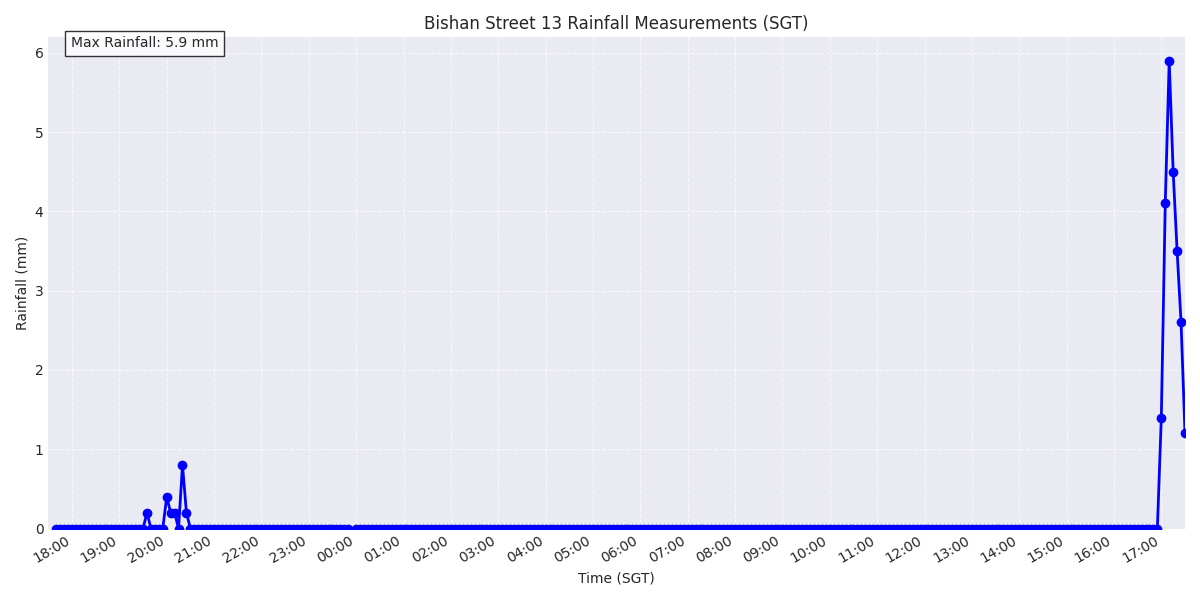 Bishan Street 13 Rainfall Measurements (SGT)
Max Rainfall: 5.9 mm
6
5
4
3
2
1
0
Rainfall (mm)
18:00 19:00 20:00 21:00 22:00 23:00 00:00 01:00 02:00 03:00 04:00 05:00 06:00 07:00 08:00 09:00 10:00 11:00 12:00 13:00 14:00 15:00 16:00 17:00
Time (SGT)